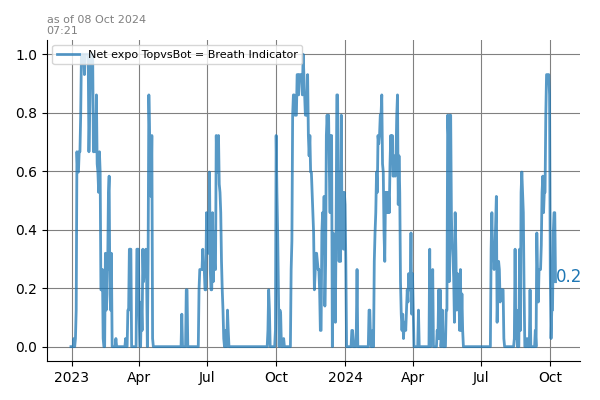 as of 08 Oct 2024
07:21
Net expo TopvsBot = Breath Indicator
1.0
0.8
0.6
0.4
0.2
0.2
0.0
2023
Apr
Jul
Oct
2024
Apr
Jul
Oct